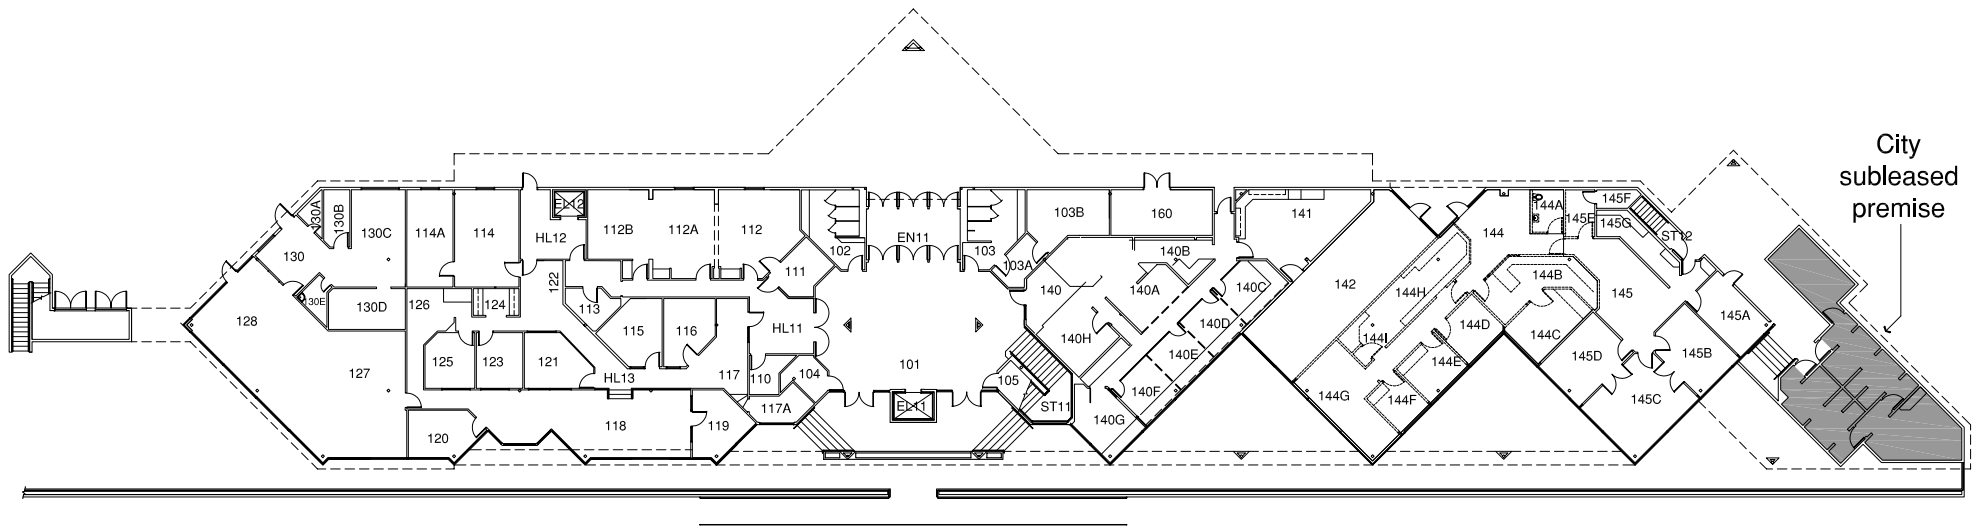 City
subleased
premise
130A
130B
130C
114A
114
EL12
HL12
112B
112A
112
102
EN11
103
103A
103B
160
141
144A
145E
145F
145G
ST12
130
130E
130D
126
124
122
113
111
140
140A
140B
140C
142
144
144H
144B
145
145A
128
125
123
121
115
116
HL11
140H
140D
140E
144I
144D
144C
144E
145D
145B
127
HL13
117
110
104
101
105
140F
144G
144F
145C
120
118
119
117A
EL11
ST11
140G